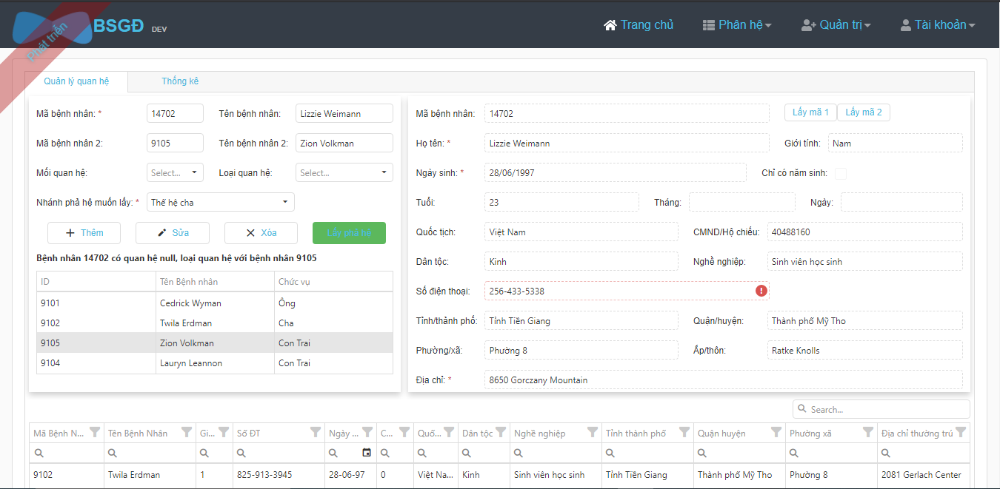 BSGĐ DEV
Phát triển
Trang chủ Phân hệ Quản trị Tài khoản
Quản lý quan hệ Thống kê
Mã bệnh nhân: * 14702 Tên bệnh nhân: Lizzie Weimann
Mã bệnh nhân 2: 9105 Tên bệnh nhân 2: Zion Volkman
Mối quan hệ: Select... Loại quan hệ: Select...
Nhánh phả hệ muốn lấy: * Thế hệ cha
Thêm Sửa Xóa Lấy phả hệ
Bệnh nhân 14702 có quan hệ null, loại quan hệ với bệnh nhân 9105
ID Tên Bệnh nhân Chức vụ
9101 Cedrick Wyman Ông
9102 Twila Erdman Cha
9105 Zion Volkman Con Trai
9104 Lauryn Leannon Con Trai
Mã bệnh nhân: 14702 Lấy mã 1 Lấy mã 2
Họ tên: * Lizzie Weimann Giới tính: Nam
Ngày sinh: * 28/06/1997 Chỉ có năm sinh:
Tuổi: 23 Tháng: Ngày:
Quốc tịch: Việt Nam CMND/Hộ chiếu: 40488160
Dân tộc: Kinh Nghề nghiệp: Sinh viên học sinh
Số điện thoại: 256-433-5338
Tỉnh/thành phố: Tỉnh Tiền Giang Quận/huyện: Thành phố Mỹ Tho
Phường/xã: Phường 8 Ấp/thôn: Ratke Knolls
Địa chỉ: * 8650 Gorczany Mountain
Search...
Mã Bệnh N... Tên Bệnh Nhân Gi... Số ĐT Ngày ... C... Quố... Dân tộc Nghề nghiệp Tỉnh thành phố Quận huyện Phường xã Địa chỉ thường trú
9102 Twila Erdman 1 825-913-3945 28-06-97 0 Việt Na... Kinh Sinh viên học sinh Tỉnh Tiền Giang Thành phố Mỹ Tho Phường 8 2081 Gerlach Center